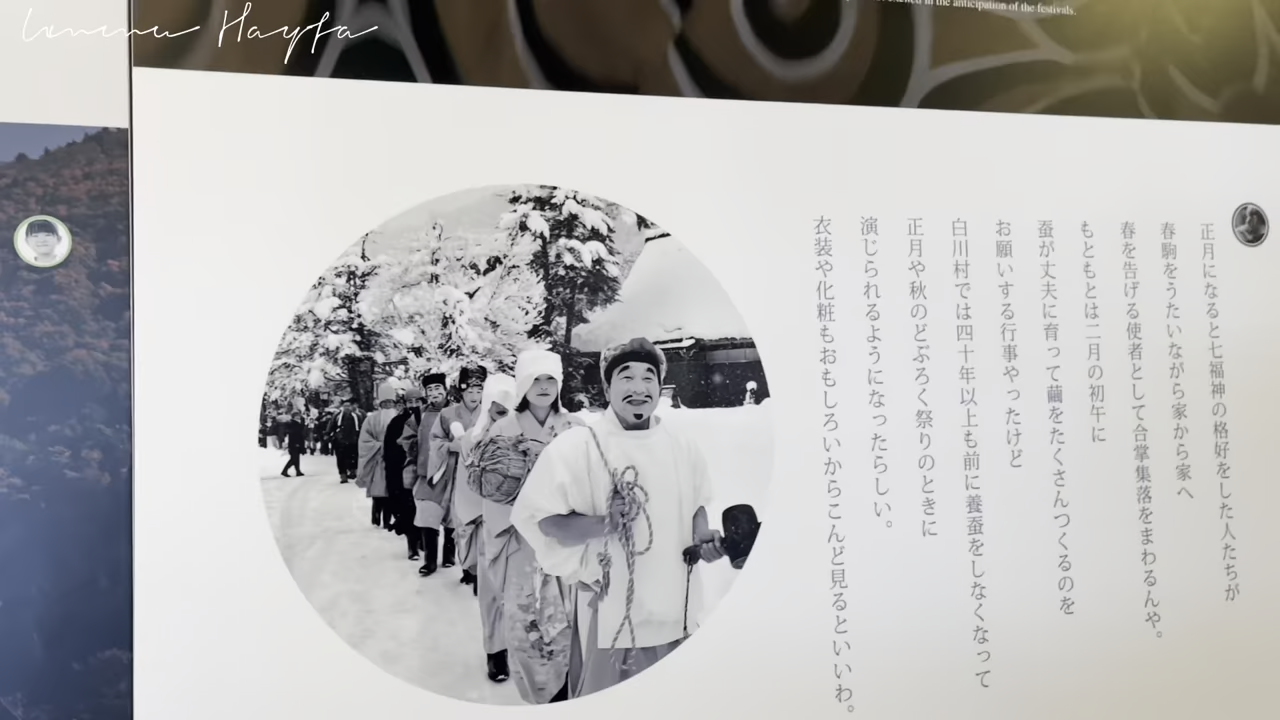 in the anticipation of the festivals.
正月になると七福神の格好をした人たちが
春駒をうたいながら家から家へ
春を告げる使者として合掌集落をまわるんや。
もともとは二月の初午に
蚕が丈夫に育って繭をたくさんつくるのを
お願いする行事やったけど
白川村では四十年以上も前に養蚕をしなくなって
正月や秋のどぶろく祭りのときに
演じられるようになったらしい。
衣装や化粧もおもしろいからこんど見るといいわ。